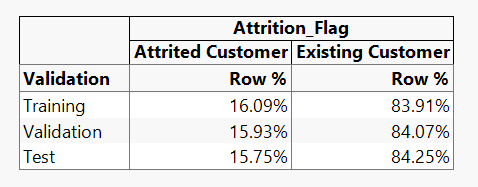 Attrition_Flag
Attrited Customer Existing Customer
Validation Row % Row %
Training 16.09% 83.91%
Validation 15.93% 84.07%
Test 15.75% 84.25%